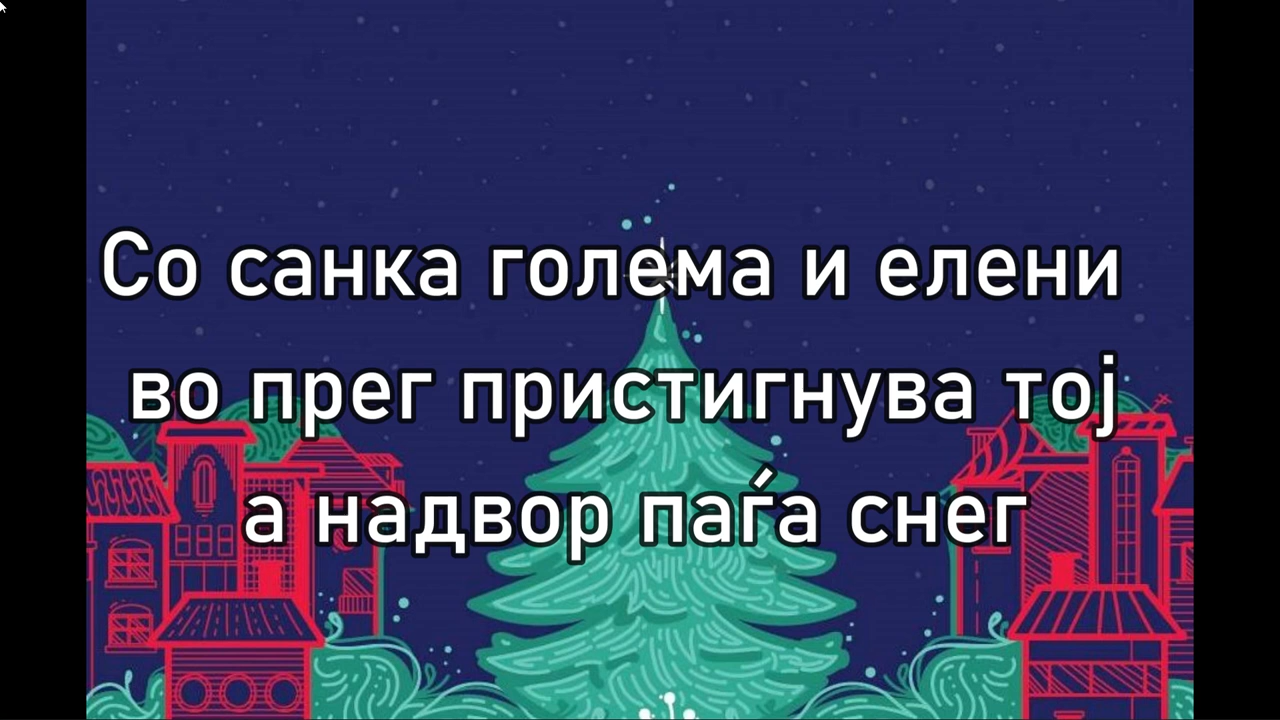 Со санка голема и елени
во прег пристигнува тој
а надвор паѓа снег